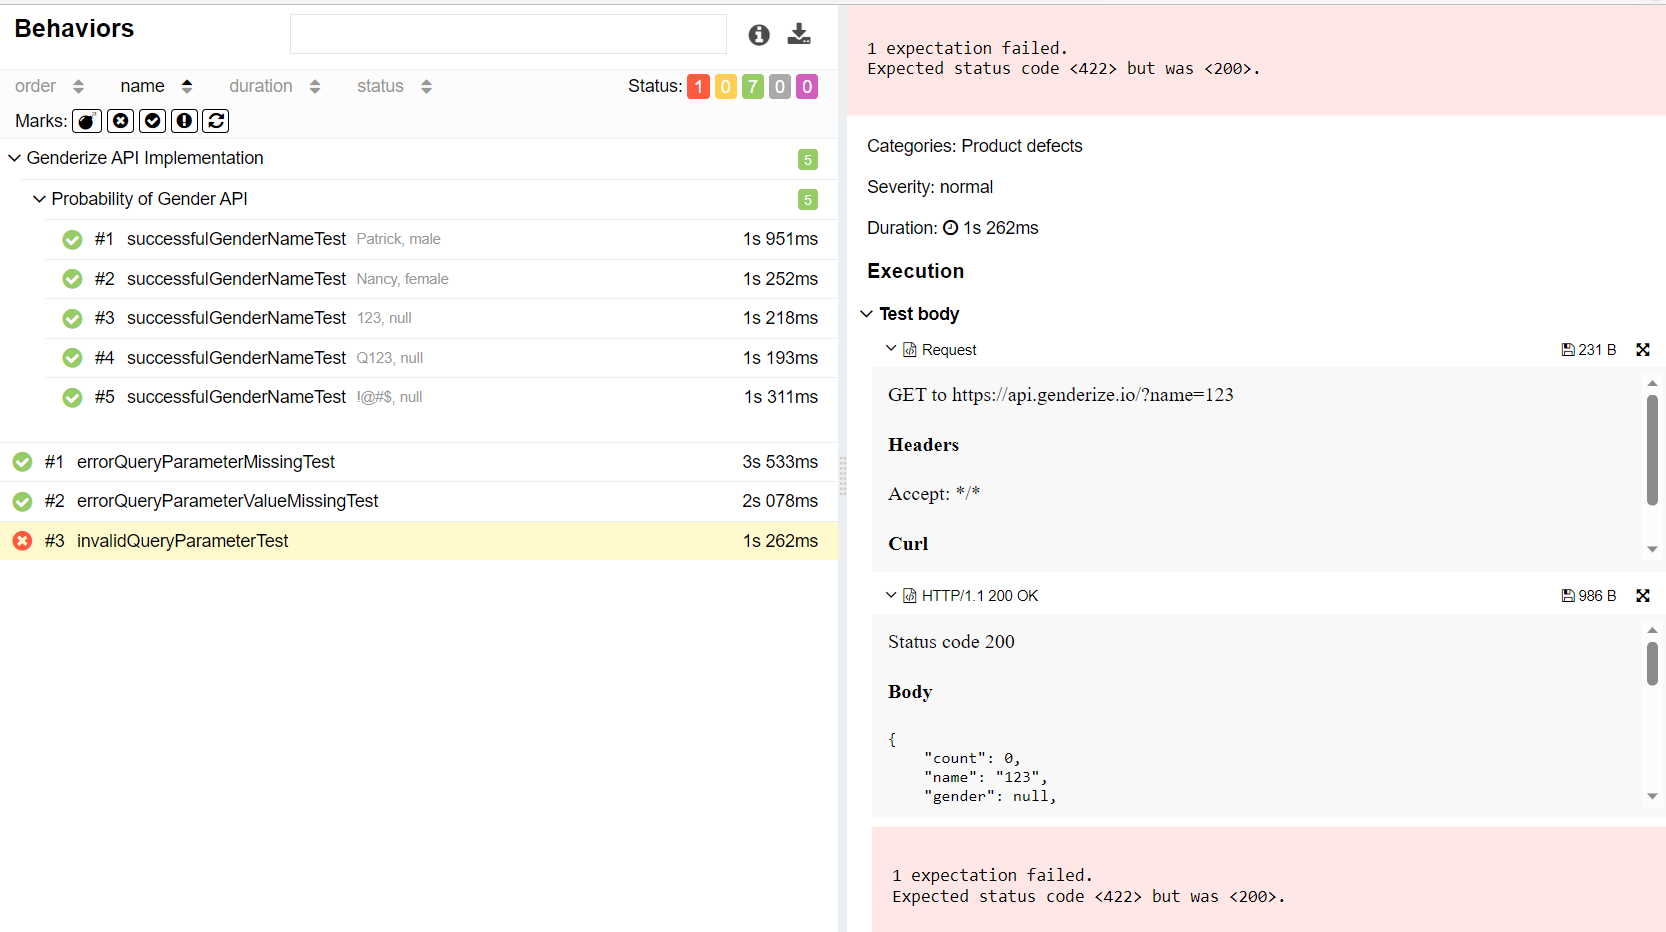 Behaviors
order name duration status Status: 1 0 7 0 0
Marks:
Genderize API Implementation 5
Probability of Gender API 5
#1 successfulGenderNameTest Patrick, male 1s 951ms
#2 successfulGenderNameTest Nancy, female 1s 252ms
#3 successfulGenderNameTest 123, null 1s 218ms
#4 successfulGenderNameTest Q123, null 1s 193ms
#5 successfulGenderNameTest !@#$, null 1s 311ms
#1 errorQueryParameterMissingTest 3s 533ms
#2 errorQueryParameterValueMissingTest 2s 078ms
#3 invalidQueryParameterTest 1s 262ms
1 expectation failed.
Expected status code <422> but was <200>.
Categories: Product defects
Severity: normal
Duration: 1s 262ms
Execution
Test body
Request 231 B
GET to https://api.genderize.io/?name=123
Headers
Accept: */*
Curl
HTTP/1.1 200 OK 986 B
Status code 200
Body
{
"count": 0,
"name": "123",
"gender": null,
1 expectation failed.
Expected status code <422> but was <200>.